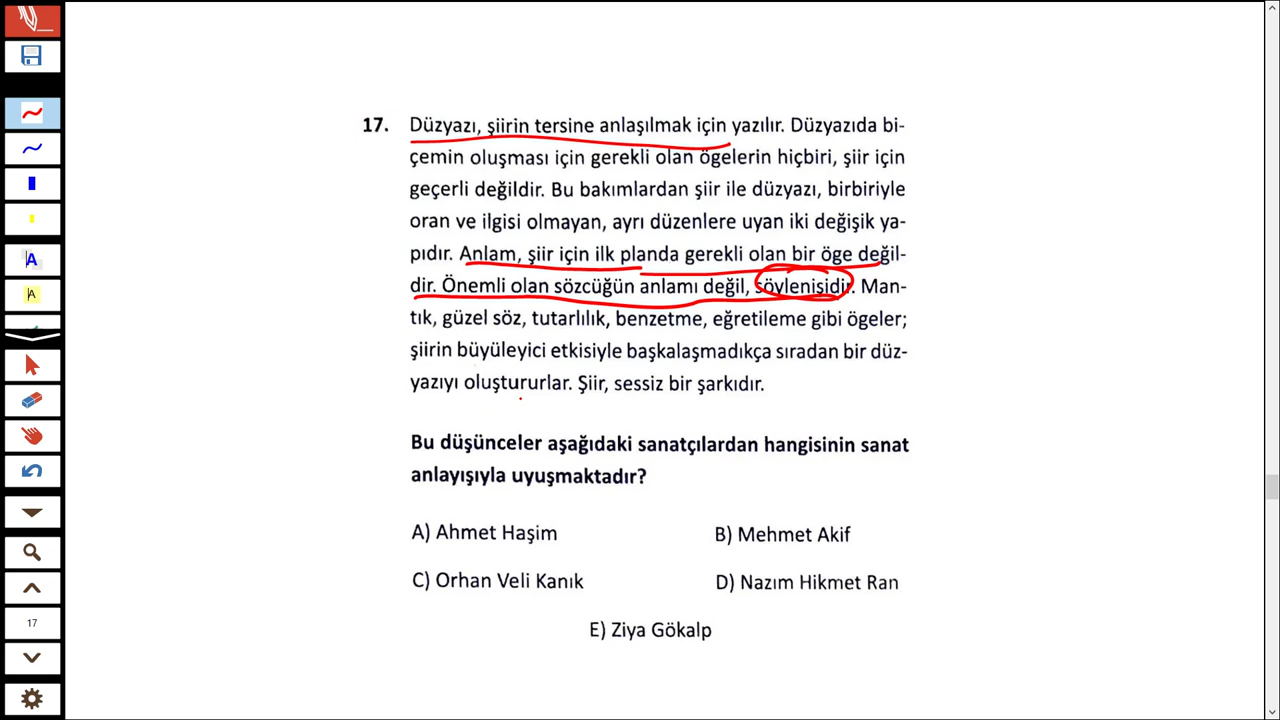 17. Düzyazı, şiirin tersine anlaşılmak için yazılır. Düzyazıda bi-
çemin oluşması için gerekli olan ögelerin hiçbiri, şiir için
geçerli değildir. Bu bakımlardan şiir ile düzyazı, birbiriyle
oran ve ilgisi olmayan, ayrı düzenlere uyan iki değişik ya-
pıdır. Anlam, şiir için ilk planda gerekli olan bir öge değil-
dir. Önemli olan sözcüğün anlamı değil, söylenişidir. Man-
tık, güzel söz, tutarlılık, benzetme, eğretileme gibi ögeler;
şiirin büyüleyici etkisiyle başkalaşmadıkça sıradan bir düz-
yazıyı oluştururlar. Şiir, sessiz bir şarkıdır.
Bu düşünceler aşağıdaki sanatçılardan hangisinin sanat
anlayışıyla uyuşmaktadır?
A) Ahmet Haşim
B) Mehmet Akif
C) Orhan Veli Kanık
D) Nazım Hikmet Ran
E) Ziya Gökalp
A
A
17